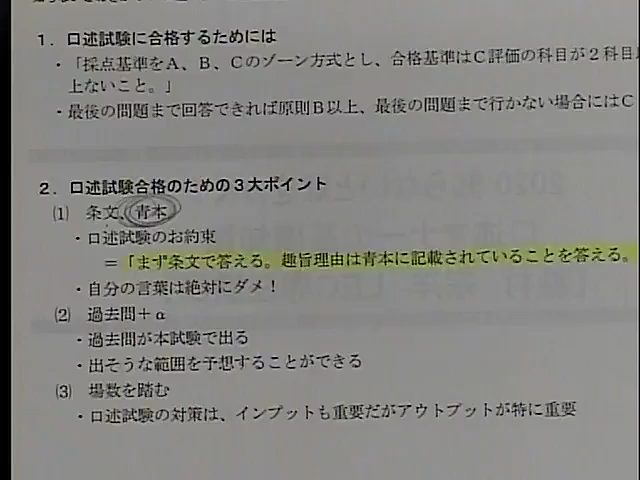 1．口述試験に合格するためには
・「採点基準をA、B、Cのゾーン方式とし、合格基準はC評価の科目が2科目
上ないこと。」
・最後の問題まで回答できれば原則B以上、最後の問題まで行かない場合にはC
2．口述試験合格のための3大ポイント
(1) 条文、青本
・口述試験のお約束
＝「まず条文で答える。趣旨理由は青本に記載されていることを答える。
・自分の言葉は絶対にダメ！
(2) 過去問＋α
・過去問が本試験で出る
・出そうな範囲を予想することができる
(3) 場数を踏む
・口述試験の対策は、インプットも重要だがアウトプットが特に重要